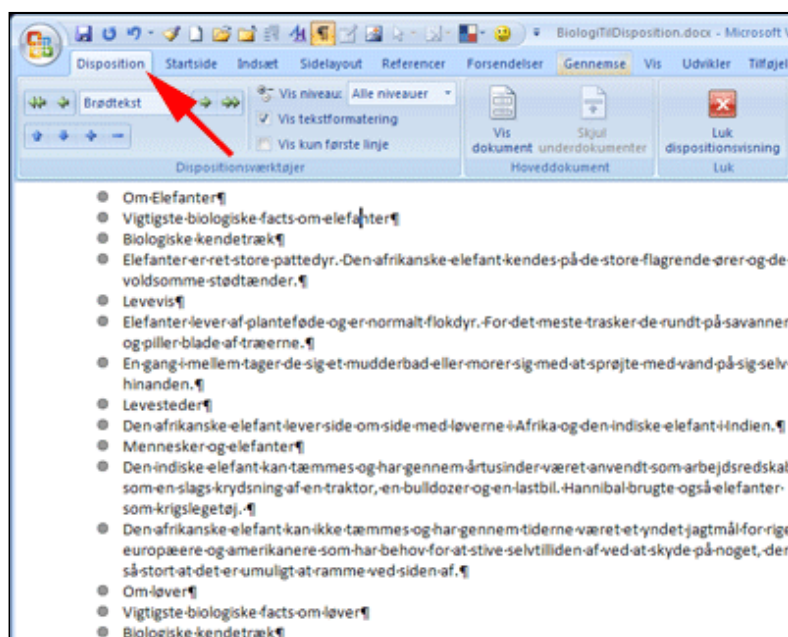 BiologiTilDisposition.docx - Microsoft
Disposition Startside Indsæt Sidelayout Referencer Forsendelser Gennemse Vis Udvikler Tilføjel
Brødtekst
Vis niveau: Alle niveauer
Vis tekstformatering
Vis kun første linje
Vis dokument
Skjul underdokumenter
Luk dispositionsvisning
Dispositionsværktøjer Hoveddokument Luk
Om·Elefanter¶
Vigtigste·biologiske·facts·om·elefanter¶
Biologiske·kendetræk¶
Elefanter·er·ret·store·pattedyr.·Den·afrikanske·elefant·kendes·på·de·store·flagrende·ører·og·de·
voldsomme·stødtænder.¶
Levevis¶
Elefanter·lever·af·planteføde·og·er·normalt·flokdyr.·For·det·meste·trasker·de·rundt·på·savannen
og·piller·blade·af·træerne.¶
En·gang·i·mellem·tager·de·sig·et·mudderbad·eller·morer·sig·med·at·sprøjte·med·vand·på·sig·selv·
hinanden.¶
Levesteder¶
Den·afrikanske·elefant·lever·side·om·side·med·løverne·i·Afrika·og·den·indiske·elefant·i·Indien.¶
Mennesker·og·elefanter¶
Den·indiske·elefant·kan·tæmmes·og·har·gennem·årtusinder·været·anvendt·som·arbejdsredskab
som·en·slags·krydsning·af·en·traktor,·en·bulldozer·og·en·lastbil.·Hannibal·brugte·også·elefanter·
som·krigslegetøj.·¶
Den·afrikanske·elefant·kan·ikke·tæmmes·og·har·gennem·tiderne·været·et·yndet·jagtmål·for·rige
europæere·og·amerikanere·som·har·behov·for·at·stive·selvtilliden·af·ved·at·skyde·på·noget,·der
så·stort·at·det·er·umuligt·at·ramme·ved·siden·af.¶
Om·løver¶
Vigtigste·biologiske·facts·om·løver¶
Biologiske·kendetræk¶